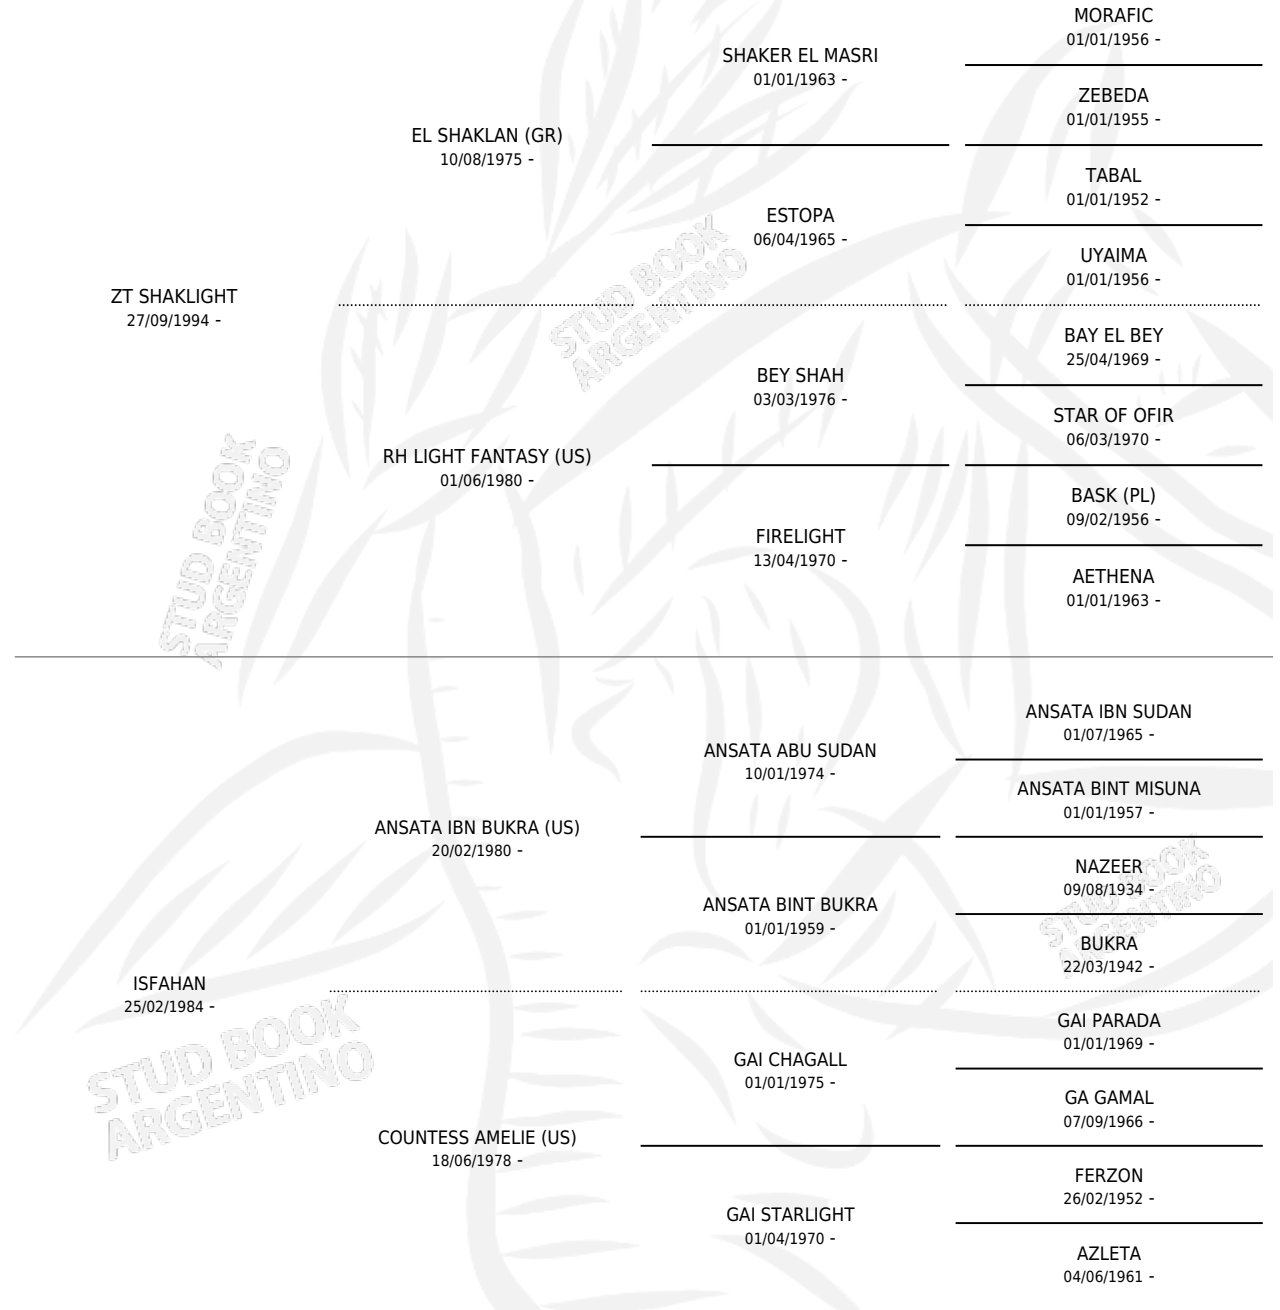 MORAFIC
01/01/1956 -
SHAKER EL MASRI
01/01/1963 -
ZEBEDA
01/01/1955 -
EL SHAKLAN (GR)
10/08/1975 -
TABAL
01/01/1952 -
ESTOPA
06/04/1965 -
UYAIMA
01/01/1956 -
ZT SHAKLIGHT
27/09/1994 -
BAY EL BEY
25/04/1969 -
BEY SHAH
03/03/1976 -
STAR OF OFIR
06/03/1970 -
RH LIGHT FANTASY (US)
01/06/1980 -
BASK (PL)
09/02/1956 -
FIRELIGHT
13/04/1970 -
AETHENA
01/01/1963 -
STUD BOOK
ARGENTINO
STUD BOOK
ARGENTINO
ANSATA IBN SUDAN
01/07/1965 -
ANSATA ABU SUDAN
10/01/1974 -
ANSATA BINT MISUNA
01/01/1957 -
ANSATA IBN BUKRA (US)
20/02/1980 -
NAZEER
09/08/1934 -
ANSATA BINT BUKRA
01/01/1959 -
BUKRA
22/03/1942 -
ISFAHAN
25/02/1984 -
GAI PARADA
01/01/1969 -
GAI CHAGALL
01/01/1975 -
GA GAMAL
07/09/1966 -
COUNTESS AMELIE (US)
18/06/1978 -
FERZON
26/02/1952 -
GAI STARLIGHT
01/04/1970 -
AZLETA
04/06/1961 -
STUD BOOK
ARGENTINO
STUD BOOK
ARGENTINO